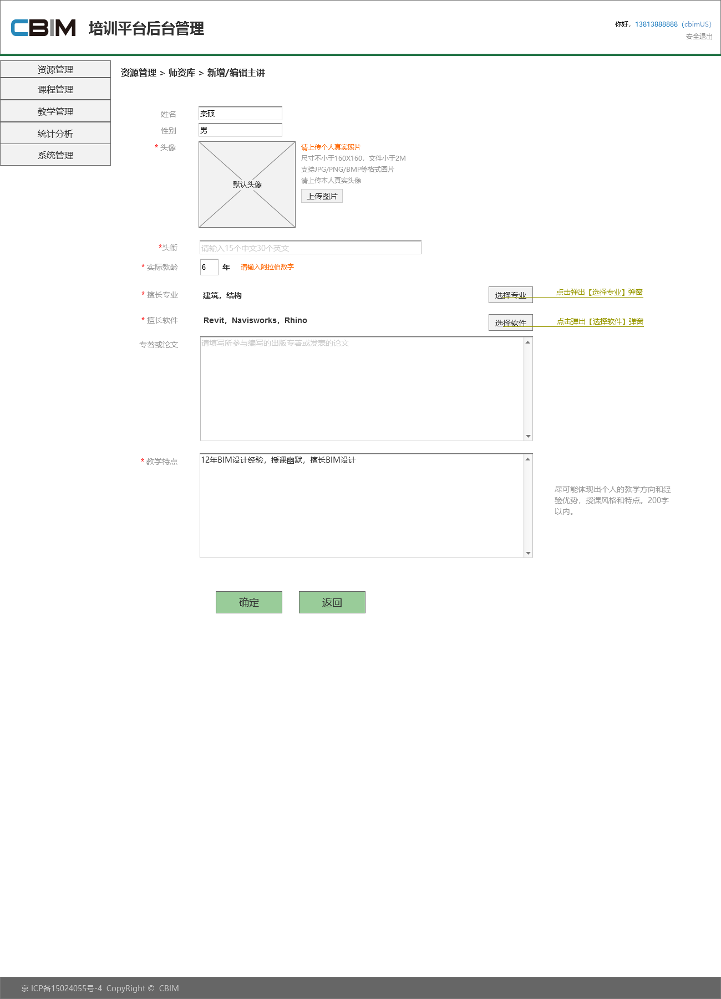 CBIM 培训平台后台管理
你好，13813888888（cbimUS）
安全退出
资源管理
课程管理
教学管理
统计分析
系统管理
资源管理 > 师资库 > 新增/编辑主讲
姓名 栾硕
性别 男
* 头像
默认头像
请上传个人真实照片
尺寸不小于160X160，文件小于2M
支持JPG/PNG/BMP等格式图片
请上传本人真实头像
上传图片
*头衔 请输入15个中文30个英文
* 实际教龄 6 年 请输入阿拉伯数字
* 擅长专业 建筑，结构 选择专业 点击弹出【选择专业】弹窗
* 擅长软件 Revit，Navisworks，Rhino 选择软件 点击弹出【选择软件】弹窗
专著或论文 请填写所参与编写的出版专著或发表的论文
* 教学特点 12年BIM设计经验，授课幽默，擅长BIM设计
尽可能体现出个人的教学方向和经
验优势，授课风格和特点。200字
以内。
确定 返回
京 ICP备15024055号-4 CopyRight © CBIM